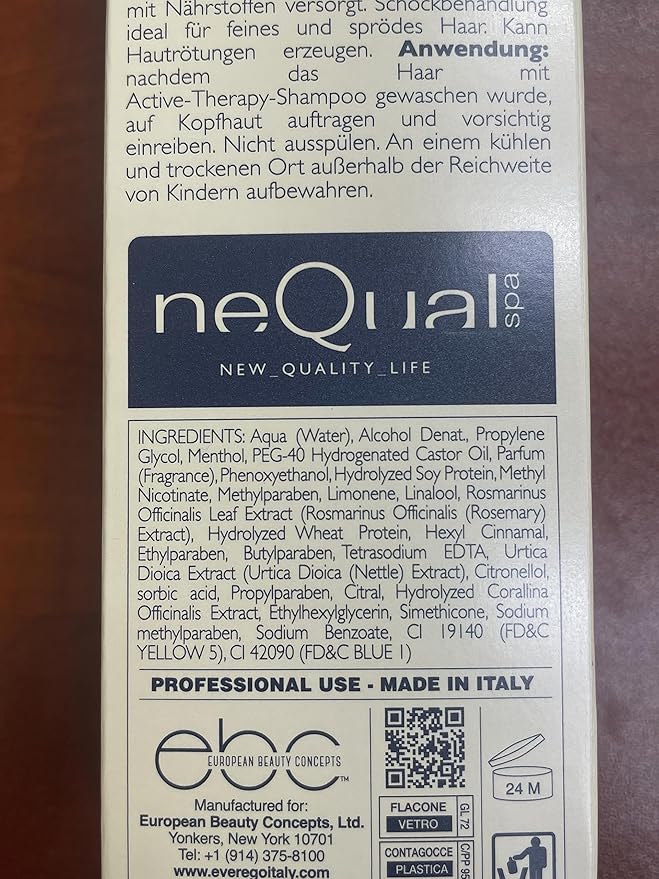 mit Nährstoffen versorgt. Schockbehandlung
ideal für feines und sprödes Haar. Kann
Hautrötungen erzeugen. Anwendung:
nachdem das Haar mit
Active-Therapy-Shampoo gewaschen wurde,
auf Kopfhaut auftragen und vorsichtig
einreiben. Nicht ausspülen. An einem kühlen
und trockenen Ort außerhalb der Reichweite
von Kindern aufbewahren.
neQual spa
NEW_QUALITY_LIFE
INGREDIENTS: Aqua (Water), Alcohol Denat., Propylene
Glycol, Menthol, PEG-40 Hydrogenated Castor Oil, Parfum
(Fragrance), Phenoxyethanol, Hydrolyzed Soy Protein, Methyl
Nicotinate, Methylparaben, Limonene, Linalool, Rosmarinus
Officinalis Leaf Extract (Rosmarinus Officinalis (Rosemary)
Extract), Hydrolyzed Wheat Protein, Hexyl Cinnamal,
Ethylparaben, Butylparaben, Tetrasodium EDTA, Urtica
Dioica Extract (Urtica Dioica (Nettle) Extract), Citronellol,
sorbic acid, Propylparaben, Citral, Hydrolyzed Corallina
Officinalis Extract, Ethylhexylglycerin, Simethicone, Sodium
methylparaben, Sodium Benzoate, CI 19140 (FD&C
YELLOW 5), CI 42090 (FD&C BLUE 1)
PROFESSIONAL USE - MADE IN ITALY
ebc
EUROPEAN BEAUTY CONCEPTS
TM
Manufactured for:
European Beauty Concepts, Ltd.
Yonkers, New York 10701
Tel: +1 (914) 375-8100
www.everegoitaly.com
FLACONE
VETRO
GL 72
CONTAGOCCE
PLASTICA
C/PP 95
24 M